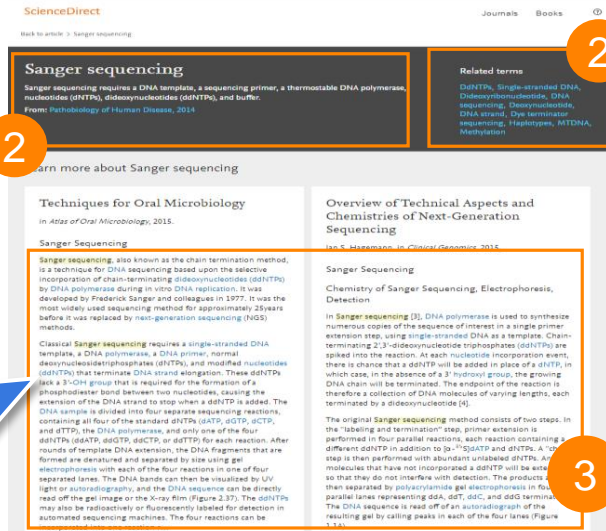 ScienceDirect
Journals Books
Back to article > Sanger sequencing
2
Sanger sequencing
Sanger sequencing requires a DNA template, a sequencing primer, a thermostable DNA polymerase,
nucleotides (dNTPs), dideoxynucleotides (ddNTPs), and buffer.
From: Pathobiology of Human Disease, 2014
Related terms
DdNTPs, Single-stranded DNA,
Dideoxyribonucleotide, DNA
sequencing, Deoxynucleotide,
DNA strand, Dye terminator
sequencing, Haplotypes, MTDNA,
Methylation
2
more about Sanger sequencing
Techniques for Oral Microbiology
in Atlas of Oral Microbiology, 2015.
Sanger Sequencing
Sanger sequencing, also known as the chain termination method,
is a technique for DNA sequencing based upon the selective
incorporation of chain-terminating dideoxynucleotides (ddNTPs)
by DNA polymerase during in vitro DNA replication. It was
developed by Frederick Sanger and colleagues in 1977. It was the
most widely used sequencing method for approximately 25years
before it was replaced by next-generation sequencing (NGS)
methods.
Classical Sanger sequencing requires a single-stranded DNA
template, a DNA polymerase, a DNA primer, normal
deoxynucleosidetriphosphates (dNTPs), and modified nucleotides
(ddNTPs) that terminate DNA strand elongation. These ddNTPs
lack a 3'-OH group that is required for the formation of a
phosphodiester bond between two nucleotides, causing the
extension of the DNA strand to stop when a ddNTP is added. The
DNA sample is divided into four separate sequencing reactions,
containing all four of the standard dNTPs (dATP, dGTP, dCTP,
and dTTP), the DNA polymerase, and only one of the four
ddNTPs (ddATP, ddGTP, ddCTP, or ddTTP) for each reaction. After
rounds of template DNA extension, the DNA fragments that are
formed are denatured and separated by size using gel
electrophoresis with each of the four reactions in one of four
separated lanes. The DNA bands can then be visualized by UV
light or autoradiography, and the DNA sequence can be directly
read off the gel image or the X-ray film (Figure 2.37). The ddNTPs
may also be radioactively or fluorescently labeled for detection in
automated sequencing machines. The four reactions can be
Overview of Technical Aspects and
Chemistries of Next-Generation
Sequencing
Ian S. Hagemann, in Clinical Genomics, 2015
Sanger Sequencing
Chemistry of Sanger Sequencing, Electrophoresis,
Detection
In Sanger sequencing [3], DNA polymerase is used to synthesize
numerous copies of the sequence of interest in a single primer
extension step, using single-stranded DNA as a template. Chain-
terminating 2',3'-dideoxynucleotide triphosphates (ddNTPs) are
spiked into the reaction. At each nucleotide incorporation event,
there is chance that a ddNTP will be added in place of a dNTP, in
which case, in the absence of a 3' hydroxyl group, the growing
DNA chain will be terminated. The endpoint of the reaction is
therefore a collection of DNA molecules of varying lengths, each
terminated by a dideoxynucleotide [4].
The original Sanger sequencing method consists of two steps. In
the "labeling and termination" step, primer extension is
performed in four parallel reactions, each reaction containing a
different ddNTP in addition to [α-³⁵S]dATP and dNTPs. A
step is then performed with abundant unlabeled dNTPs. Any
molecules that have not incorporated a ddNTP will be
so that they do not interfere with detection. The products
then separated by polyacrylamide gel electrophoresis in
parallel lanes representing ddA, ddT, ddC, and ddG
The DNA sequence is read off of an autoradiograph of the
resulting gel by calling peaks in each of the four lanes (Figure
3